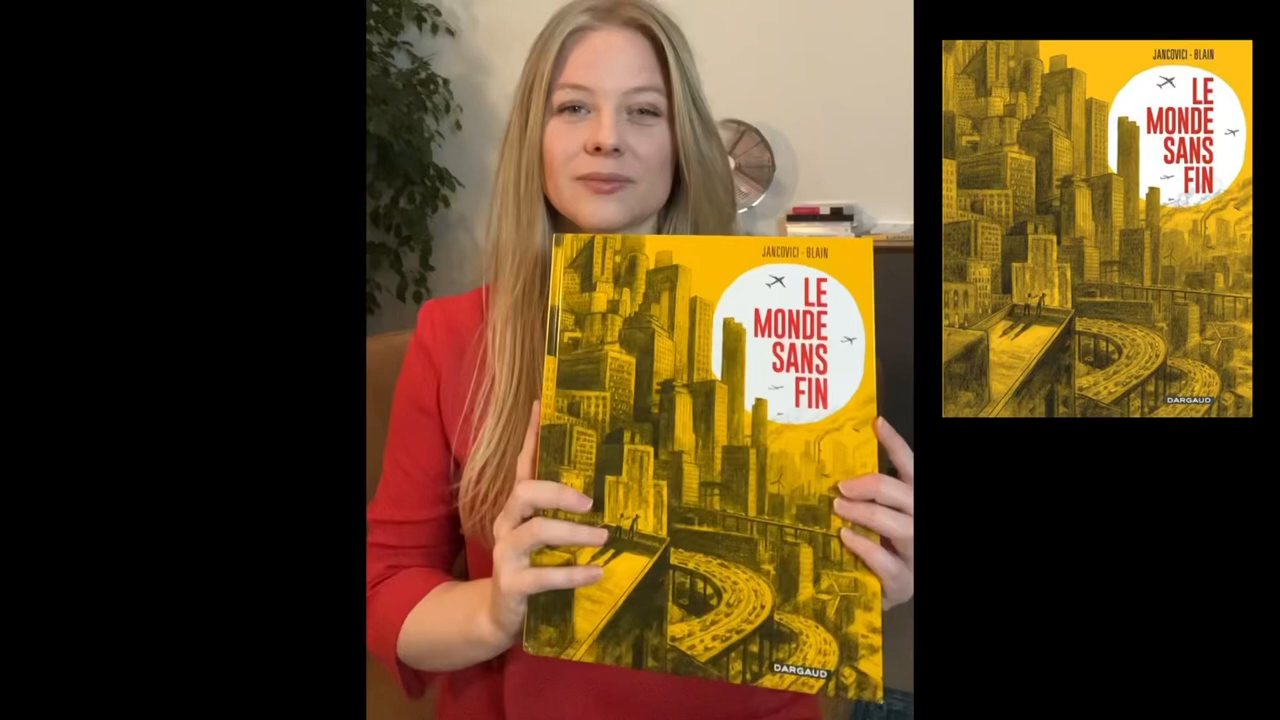 JANCOVICI - BLAIN
LE
MONDE
SANS
FIN
DARGAUD
JANCOVICI - BLAIN
LE
MONDE
SANS
FIN
DARGAUD